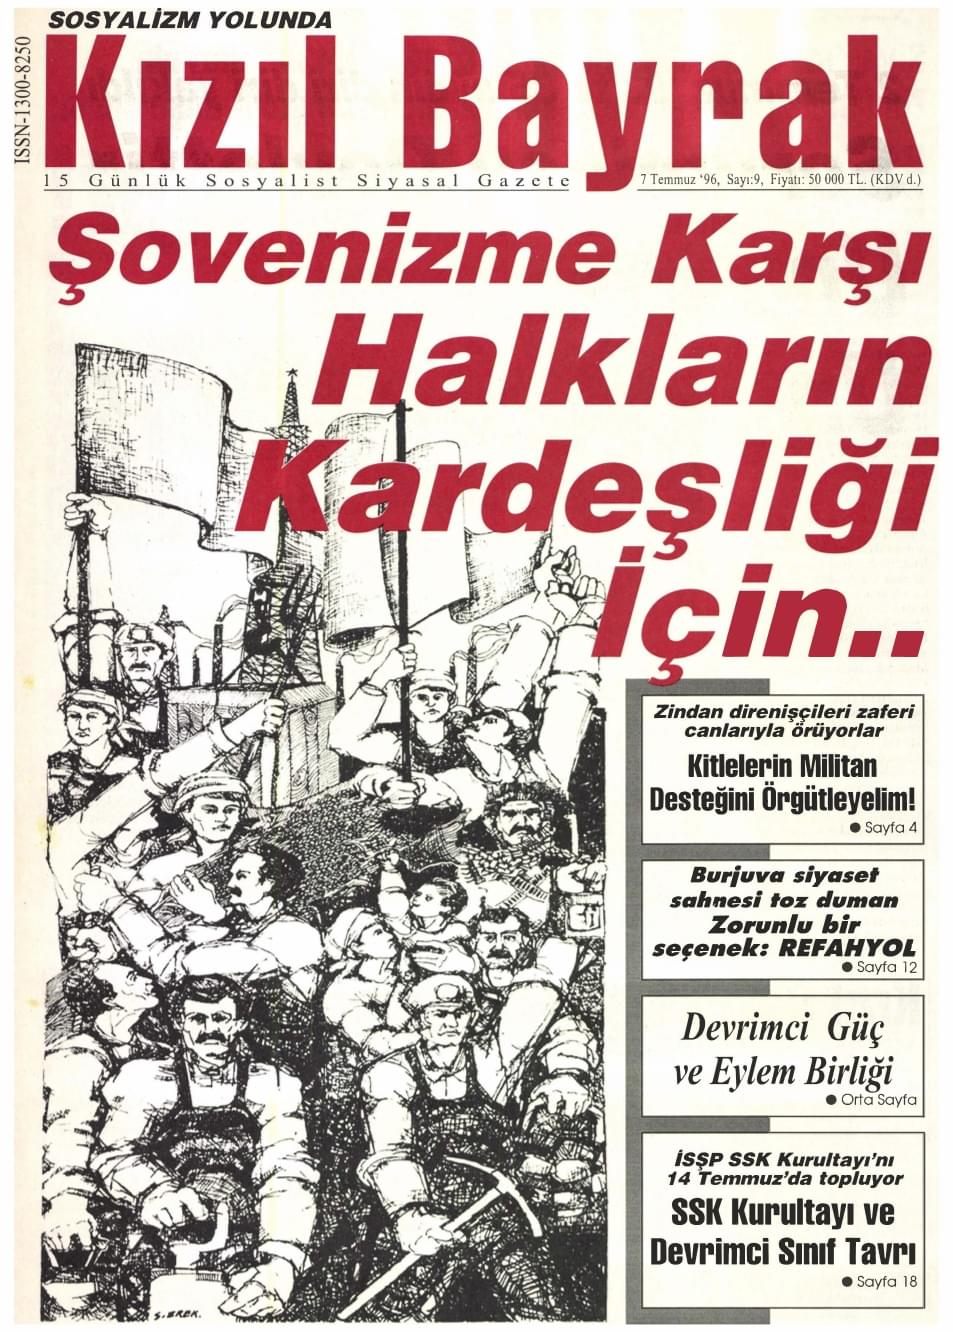 SOSYALİZM YOLUNDA
ISSN-1300-8250
Kızıl Bayrak
15 Günlük Sosyalist Siyasal Gazete
7 Temmuz ‘96, Sayı:9, Fiyatı: 50 000 TL. (KDV d.)
Şovenizme Karşı
Halkların
Kardeşliği
İçin..
Zindan direnişçileri zaferi
canlarıyla örüyorlar
Kitlelerin Militan
Desteğini Örgütleyelim!
● Sayfa 4
Burjuva siyaset
sahnesi toz duman
Zorunlu bir
seçenek: REFAHYOL
● Sayfa 12
Devrimci Güç
ve Eylem Birliği
● Orta Sayfa
İSŞP SSK Kurultayı’nı
14 Temmuz’da topluyor
SSK Kurultayı ve
Devrimci Sınıf Tavrı
● Sayfa 18
S. EREK.